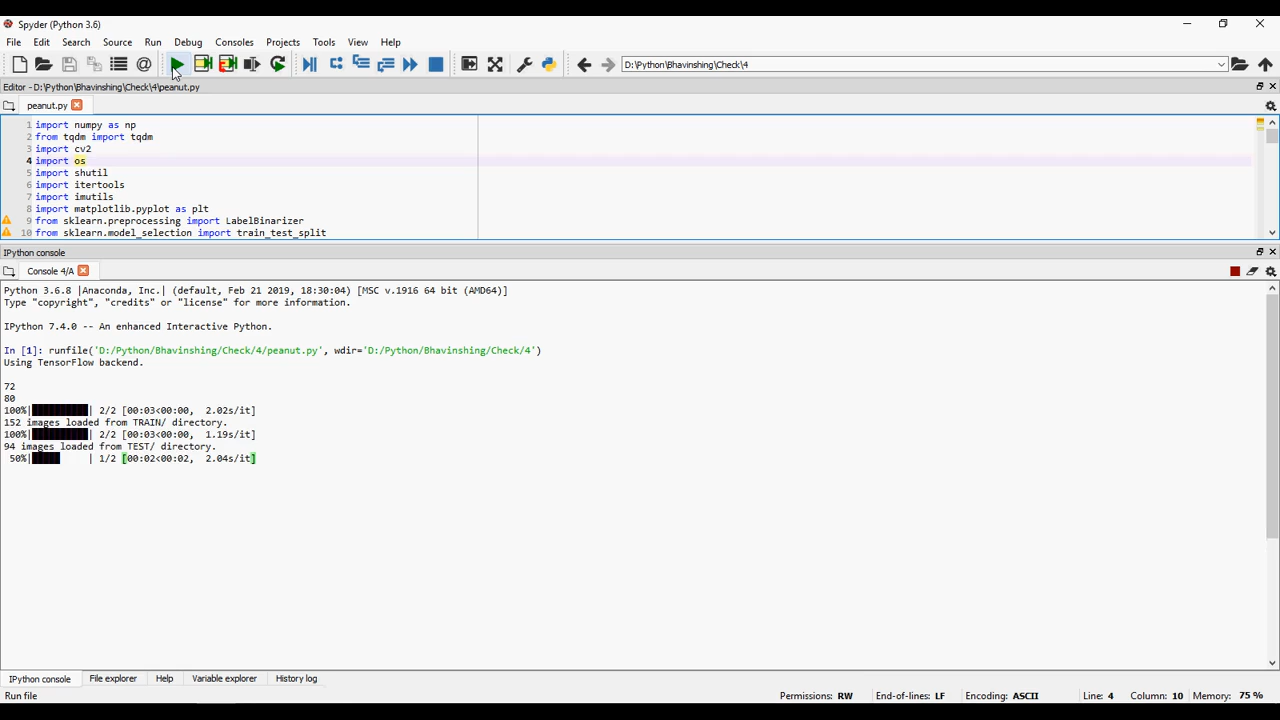 Spyder (Python 3.6)
File Edit Search Source Run Debug Consoles Projects Tools View Help
D:\Python\Bhavinshing\Check\4
Editor - D:\Python\Bhavinshing\Check\4\peanut.py
peanut.py
1 import numpy as np
2 from tqdm import tqdm
3 import cv2
4 import os
5 import shutil
6 import itertools
7 import imutils
8 import matplotlib.pyplot as plt
9 from sklearn.preprocessing import LabelBinarizer
10 from sklearn.model_selection import train_test_split
IPython console
Console 4/A
Python 3.6.8 |Anaconda, Inc.| (default, Feb 21 2019, 18:30:04) [MSC v.1916 64 bit (AMD64)]
Type "copyright", "credits" or "license" for more information.
IPython 7.4.0 -- An enhanced Interactive Python.
In [1]: runfile('D:/Python/Bhavinshing/Check/4/peanut.py', wdir='D:/Python/Bhavinshing/Check/4')
Using TensorFlow backend.
72
80
100%|██████████| 2/2 [00:03<00:00, 2.02s/it]
152 images loaded from TRAIN/ directory.
100%|██████████| 2/2 [00:03<00:00, 1.19s/it]
94 images loaded from TEST/ directory.
50%|█████ | 1/2 [00:02<00:02, 2.04s/it]
IPython console File explorer Help Variable explorer History log
Run file Permissions: RW End-of-lines: LF Encoding: ASCII Line: 4 Column: 10 Memory: 75 %